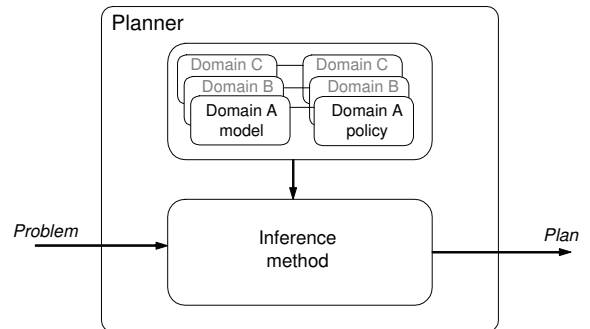 Planner
Domain C Domain C
Domain B Domain B
Domain A Domain A
model policy
Problem
Inference
method
Plan